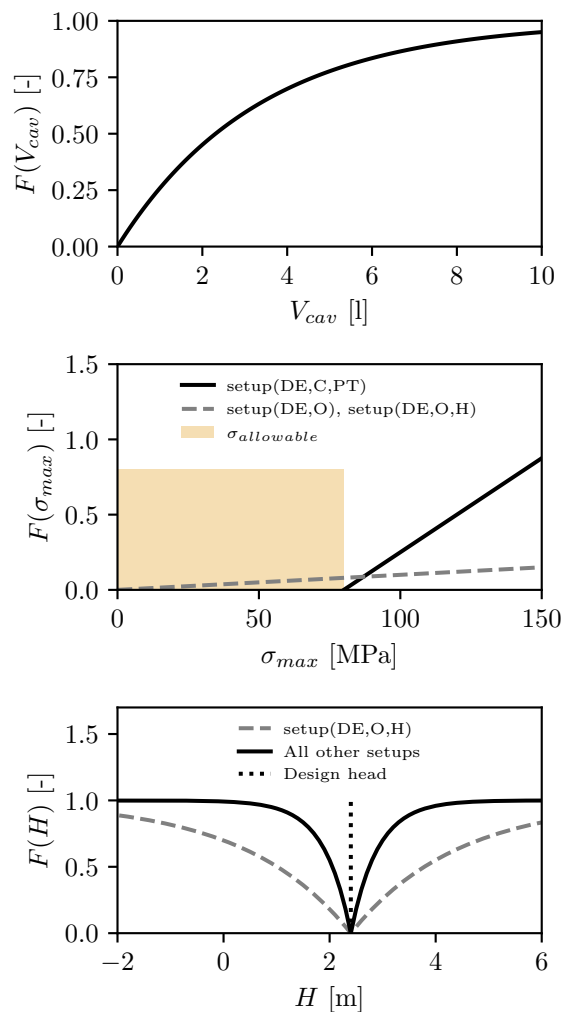 1.00
0.75
0.50
0.25
0.00
F(V_cav) [-]
0 2 4 6 8 10
V_cav [l]
1.5
1.0
0.5
0.0
F(σ_max) [-]
setup(DE,C,PT)
setup(DE,O), setup(DE,O,H)
σ_allowable
0 50 100 150
σ_max [MPa]
1.5
1.0
0.5
0.0
F(H) [-]
setup(DE,O,H)
All other setups
Design head
−2 0 2 4 6
H [m]